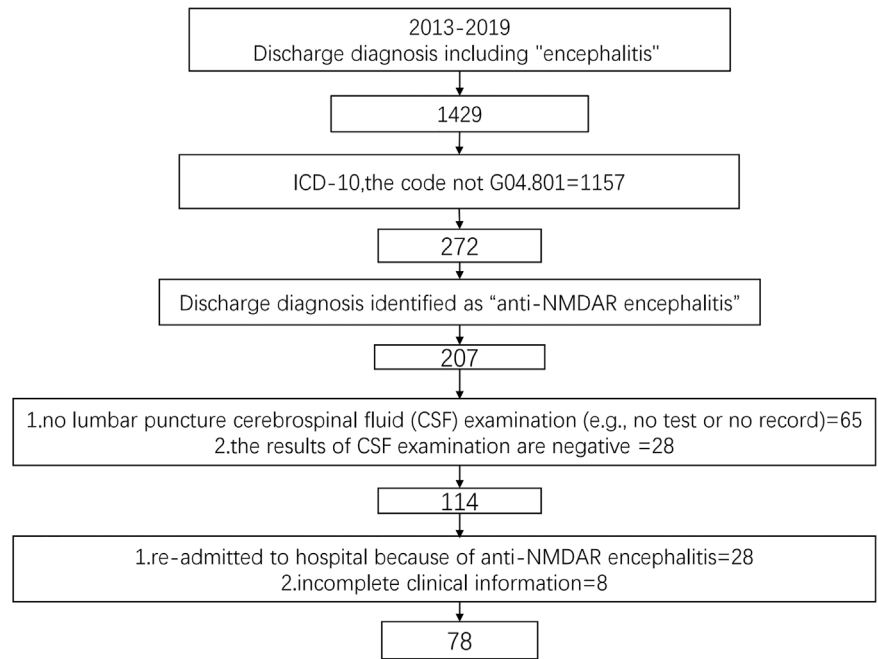 2013-2019
Discharge diagnosis including "encephalitis"
1429
ICD-10,the code not G04.801=1157
272
Discharge diagnosis identified as “anti-NMDAR encephalitis”
207
1.no lumbar puncture cerebrospinal fluid (CSF) examination (e.g., no test or no record)=65
2.the results of CSF examination are negative =28
114
1.re-admitted to hospital because of anti-NMDAR encephalitis=28
2.incomplete clinical information=8
78